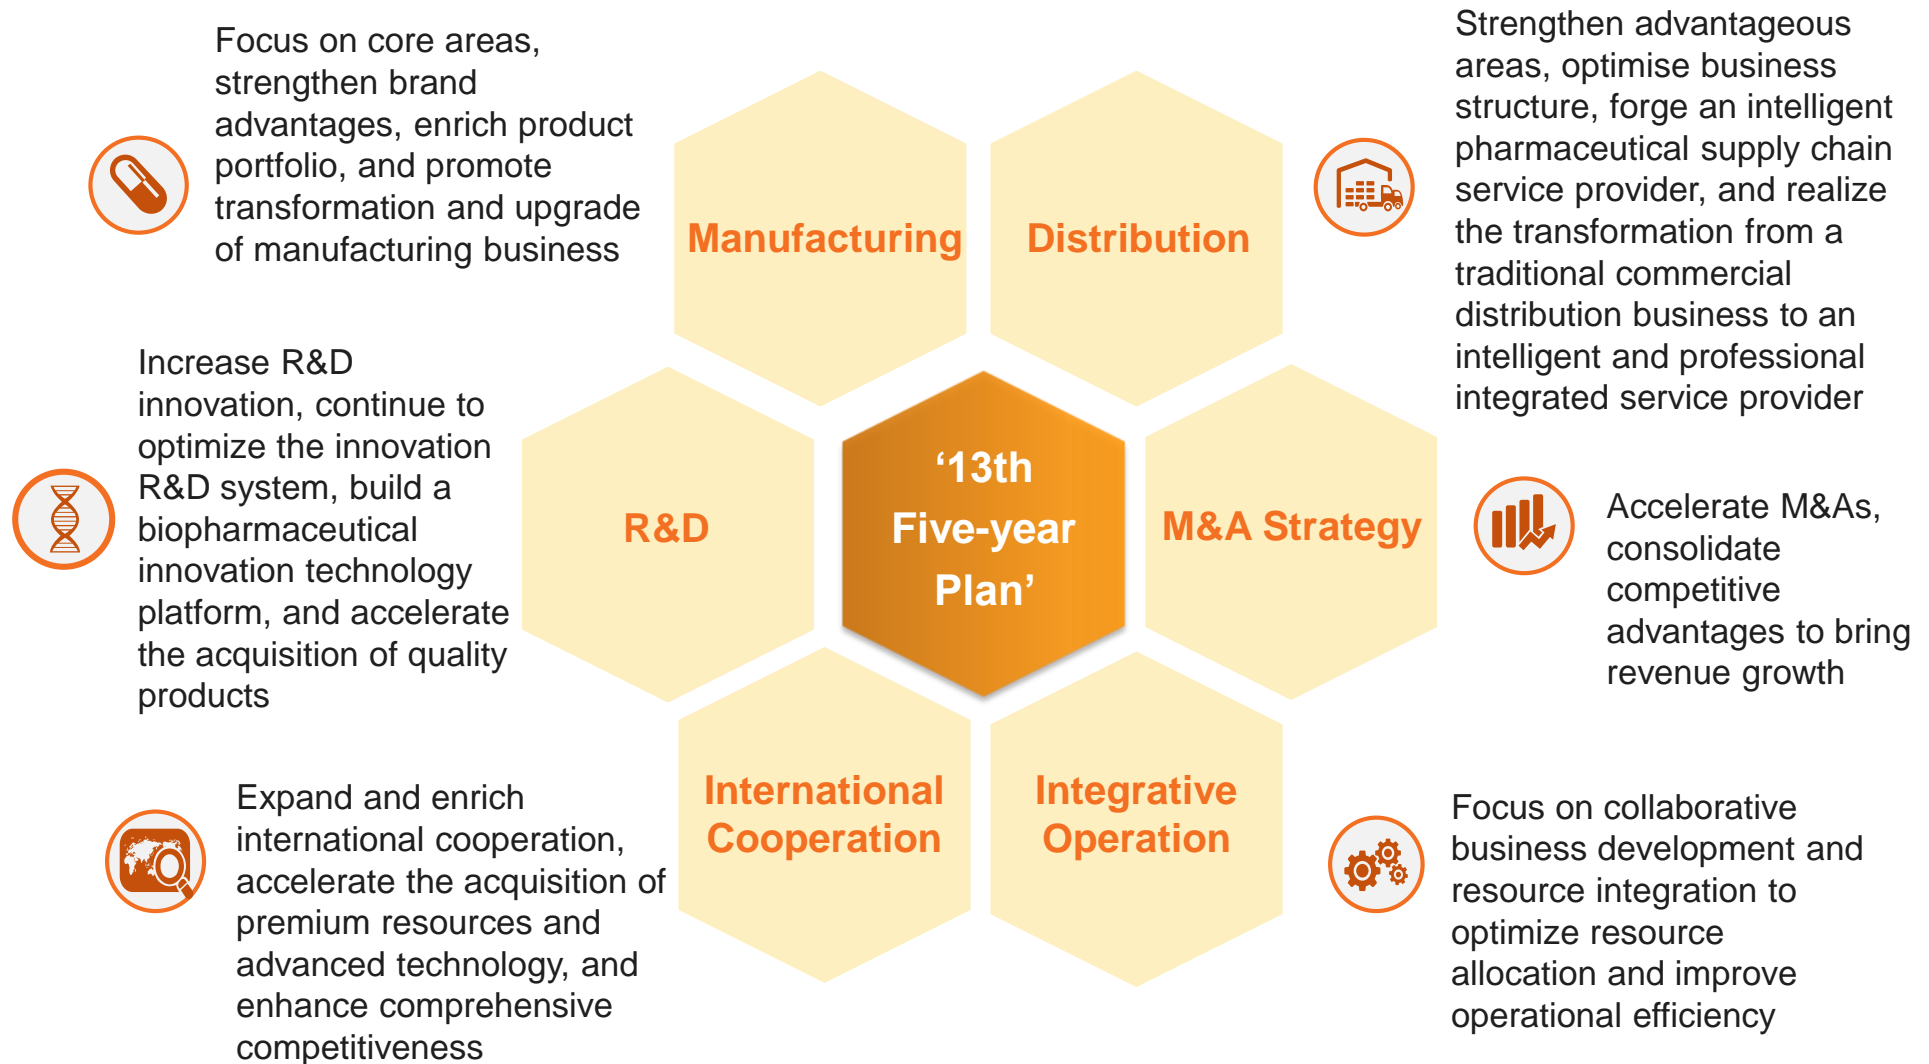 Focus on core areas,
strengthen brand
advantages, enrich product
portfolio, and promote
transformation and upgrade
of manufacturing business
Manufacturing
Distribution
Strengthen advantageous
areas, optimise business
structure, forge an intelligent
pharmaceutical supply chain
service provider, and realize
the transformation from a
traditional commercial
distribution business to an
intelligent and professional
integrated service provider
Increase R&D
innovation, continue to
optimize the innovation
R&D system, build a
biopharmaceutical
innovation technology
platform, and accelerate
the acquisition of quality
products
R&D
‘13th
Five-year
Plan’
M&A Strategy
Accelerate M&As,
consolidate
competitive
advantages to bring
revenue growth
Expand and enrich
international cooperation,
accelerate the acquisition of
premium resources and
advanced technology, and
enhance comprehensive
competitiveness
International
Cooperation
Integrative
Operation
Focus on collaborative
business development and
resource integration to
optimize resource
allocation and improve
operational efficiency